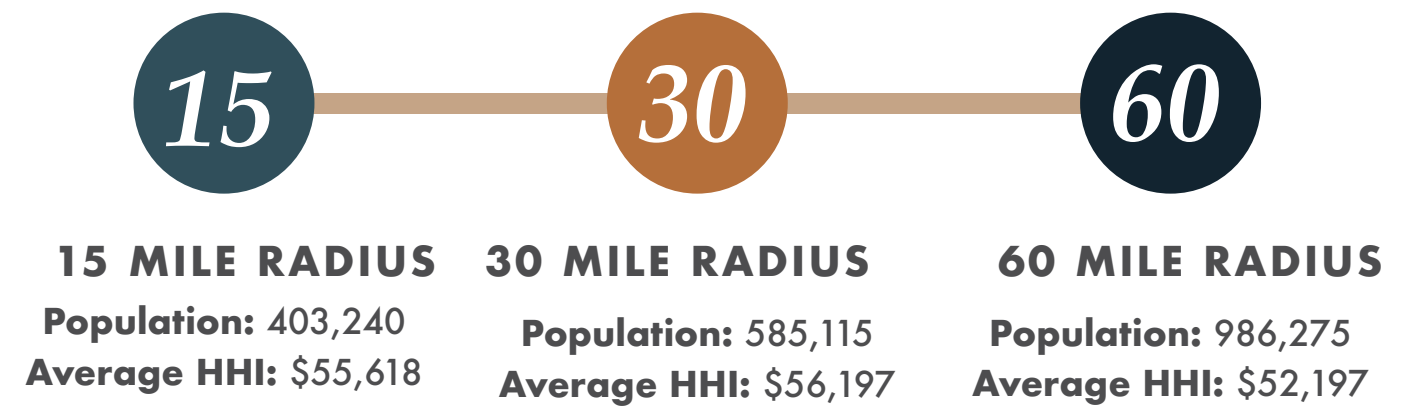 15
30
60
15 MILE RADIUS
Population: 403,240
Average HHI: $55,618
30 MILE RADIUS
Population: 585,115
Average HHI: $56,197
60 MILE RADIUS
Population: 986,275
Average HHI: $52,197